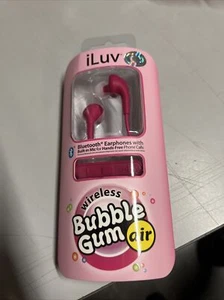 iLuv
Bluetooth® Earphones with
Built-in Mic for Hands-Free Phone Calls
wireless
Bubble
Gum air